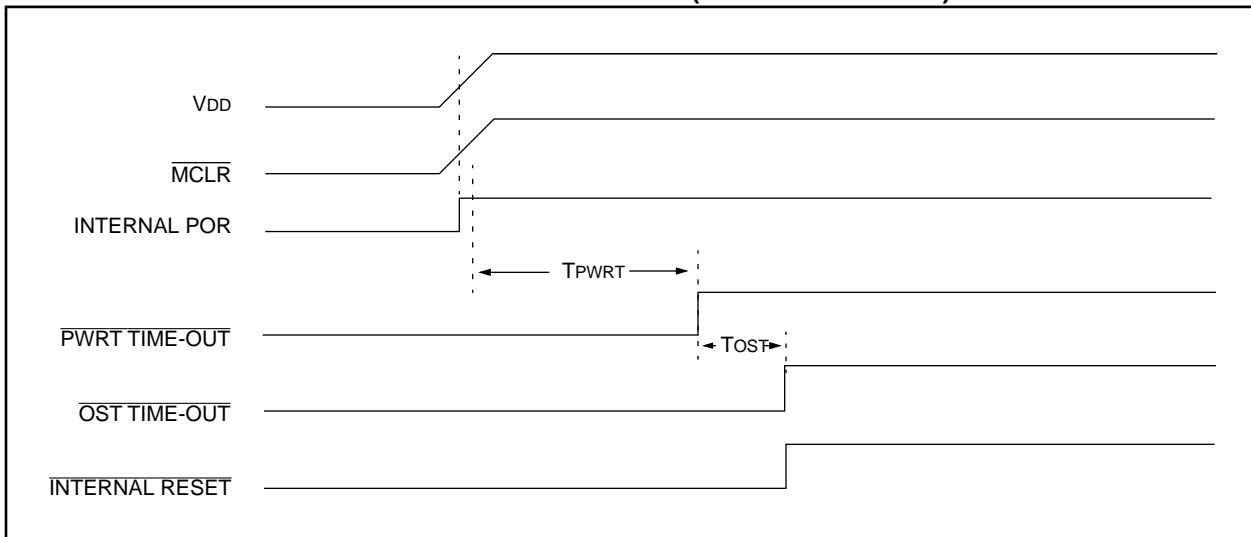 VDD
MCLR
INTERNAL POR
TPWRT
PWRT TIME-OUT
TOST
OST TIME-OUT
INTERNAL RESET